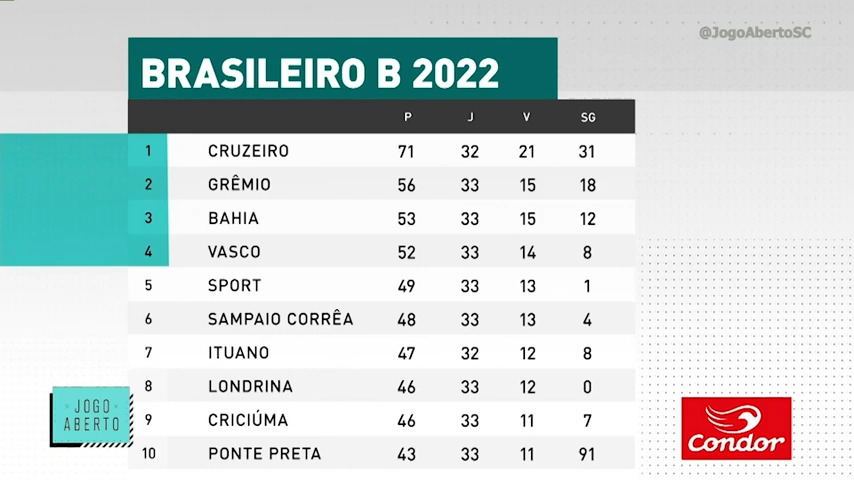 @JogoAbertoSC
BRASILEIRO B 2022
P J V SG
1 CRUZEIRO 71 32 21 31
2 GRÊMIO 56 33 15 18
3 BAHIA 53 33 15 12
4 VASCO 52 33 14 8
5 SPORT 49 33 13 1
6 SAMPAIO CORRÊA 48 33 13 4
7 ITUANO 47 32 12 8
8 LONDRINA 46 33 12 0
9 CRICIÚMA 46 33 11 7
10 PONTE PRETA 43 33 11 91
JOGO
ABERTO
Condor